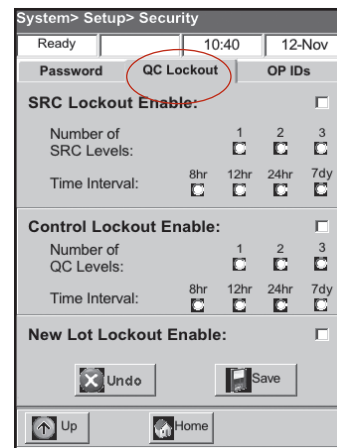 System> Setup> Security
Ready 10:40 12-Nov
Password QC Lockout OP IDs
SRC Lockout Enable:
Number of 1 2 3
SRC Levels:
8hr 12hr 24hr 7dy
Time Interval:
Control Lockout Enable:
Number of 1 2 3
QC Levels:
8hr 12hr 24hr 7dy
Time Interval:
New Lot Lockout Enable:
Undo Save
Up Home